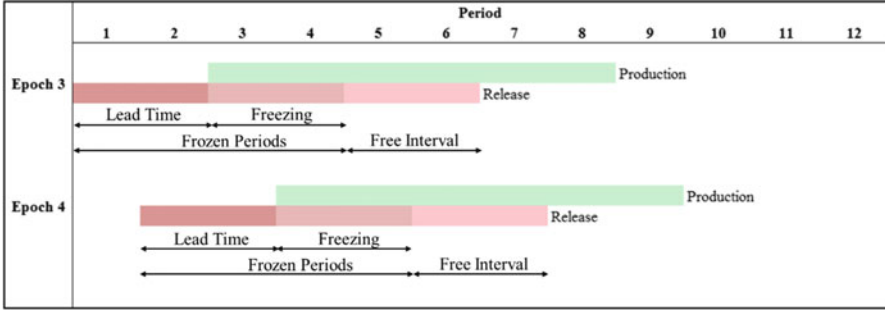 Period
1 2 3 4 5 6 7 8 9 10 11 12
Epoch 3
Production
Release
Lead Time Freezing
Frozen Periods Free Interval
Epoch 4
Production
Release
Lead Time Freezing
Frozen Periods Free Interval